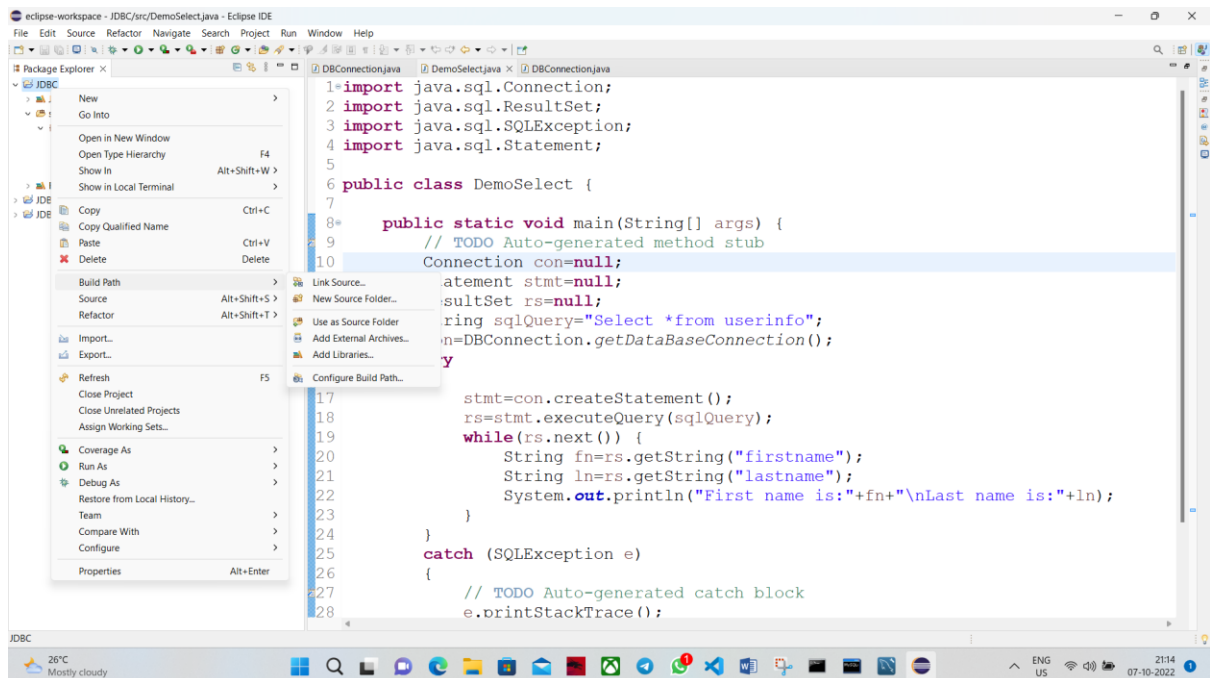 eclipse-workspace - JDBC/src/DemoSelect.java - Eclipse IDE
File Edit Source Refactor Navigate Search Project Run Window Help
Package Explorer
DBConnection.java DemoSelect.java DBConnection.java
JDBC
New
Go Into
Open in New Window
Open Type Hierarchy F4
Show In Alt+Shift+W >
Show in Local Terminal
JDE
JDE
Copy Ctrl+C
Copy Qualified Name
Paste Ctrl+V
Delete Delete
Build Path
Source Alt+Shift+S >
Refactor Alt+Shift+T >
Import...
Export...
Refresh F5
Close Project
Close Unrelated Projects
Assign Working Sets...
Coverage As
Run As
Debug As
Restore from Local History...
Team
Compare With
Configure
Properties Alt+Enter
Link Source...
New Source Folder...
Use as Source Folder
Add External Archives...
Add Libraries...
Configure Build Path...
1 import java.sql.Connection;
2 import java.sql.ResultSet;
3 import java.sql.SQLException;
4 import java.sql.Statement;
5
6 public class DemoSelect {
7
8 public static void main(String[] args) {
9 // TODO Auto-generated method stub
10 Connection con=null;
atement stmt=null;
sultSet rs=null;
ring sqlQuery="Select *from userinfo";
n=DBConnection.getDataBaseConnection();
y
17 stmt=con.createStatement();
18 rs=stmt.executeQuery(sqlQuery);
19 while(rs.next()) {
20 String fn=rs.getString("firstname");
21 String ln=rs.getString("lastname");
22 System.out.println("First name is:"+fn+"\nLast name is:"+ln);
23 }
24 }
25 catch (SQLException e)
26 {
27 // TODO Auto-generated catch block
28 e.printStackTrace();
JDBC
26°C
Mostly cloudy
ENG
US
21:14
07-10-2022
1